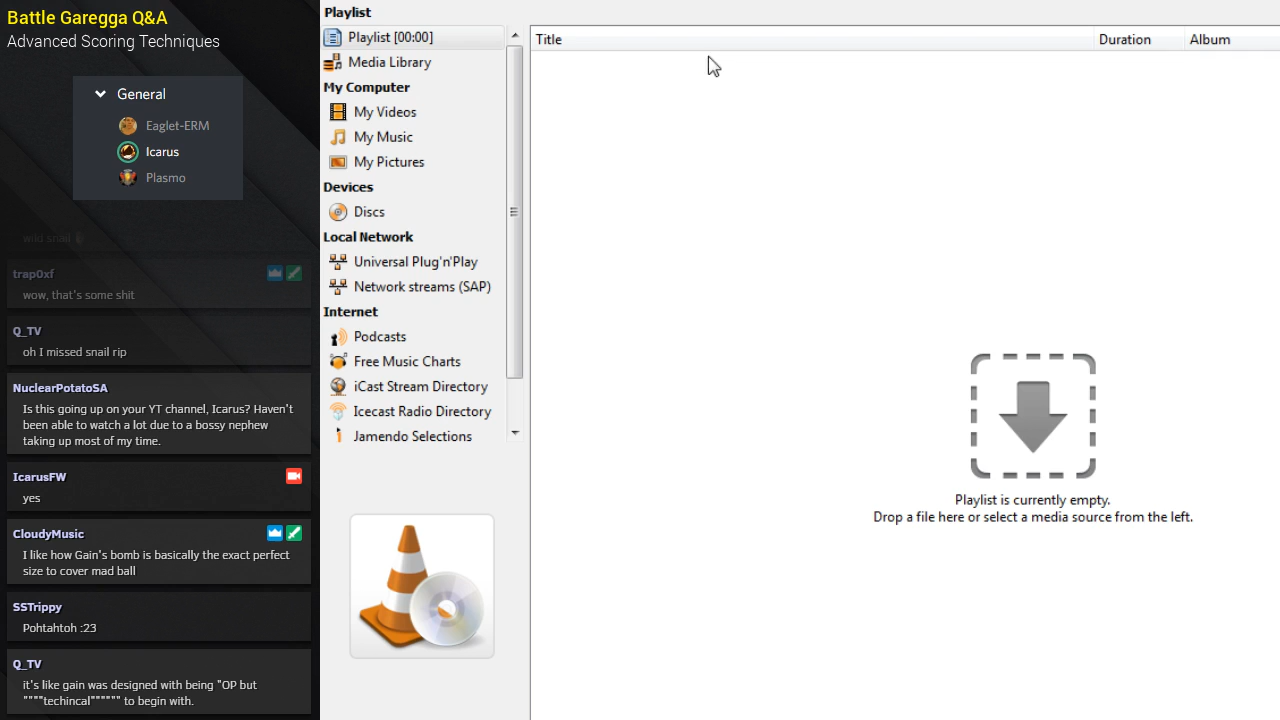 Battle Garegga Q&A
Advanced Scoring Techniques
General
Eaglet-ERM
Icarus
Plasmo
wild snail
trap0xf
wow, that's some shit
Q_TV
oh I missed snail rip
NuclearPotatoSA
Is this going up on your YT channel, Icarus? Haven't
been able to watch a lot due to a bossy nephew
taking up most of my time.
IcarusFW
yes
CloudyMusic
I like how Gain's bomb is basically the exact perfect
size to cover mad ball
SSTrippy
Pohtahtoh :23
Q_TV
it's like gain was designed with being "OP but
""""techincal"""""" to begin with.
Playlist
Playlist [00:00]
Media Library
My Computer
My Videos
My Music
My Pictures
Devices
Discs
Local Network
Universal Plug'n'Play
Network streams (SAP)
Internet
Podcasts
Free Music Charts
iCast Stream Directory
Icecast Radio Directory
Jamendo Selections
Title Duration Album
Playlist is currently empty.
Drop a file here or select a media source from the left.